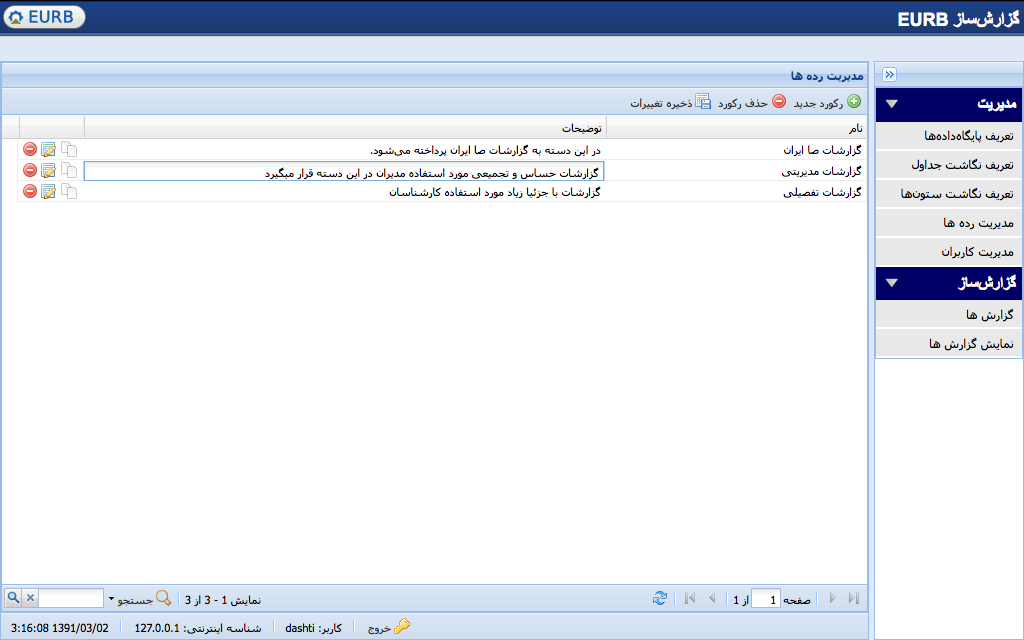 گزارش‌ساز EURB
EURB
مدیریت
تعریف پایگاه‌داده‌ها
تعریف نگاشت جداول
تعریف نگاشت ستون‌ها
مدیریت رده ها
مدیریت کاربران
گزارش‌ساز
گزارش ها
نمایش گزارش ها
مدیریت رده ها
رکورد جدید حذف رکورد ذخیره تغییرات
نام توضیحات
گزارشات صا ایران در این دسته به گزارشات صا ایران پرداخته می‌شود.
گزارشات مدیریتی گزارشات حساس و تجمیعی مورد استفاده مدیران در این دسته قرار میگیرد
گزارشات تفصیلی گزارشات با جزئیا زیاد مورد استفاده کارشناسان
صفحه 1 از 1 نمایش 1 - 3 از 3 جستجو
خروج کاربر: dashti شناسه اینترنتی: 127.0.0.1 1391/03/02 3:16:08